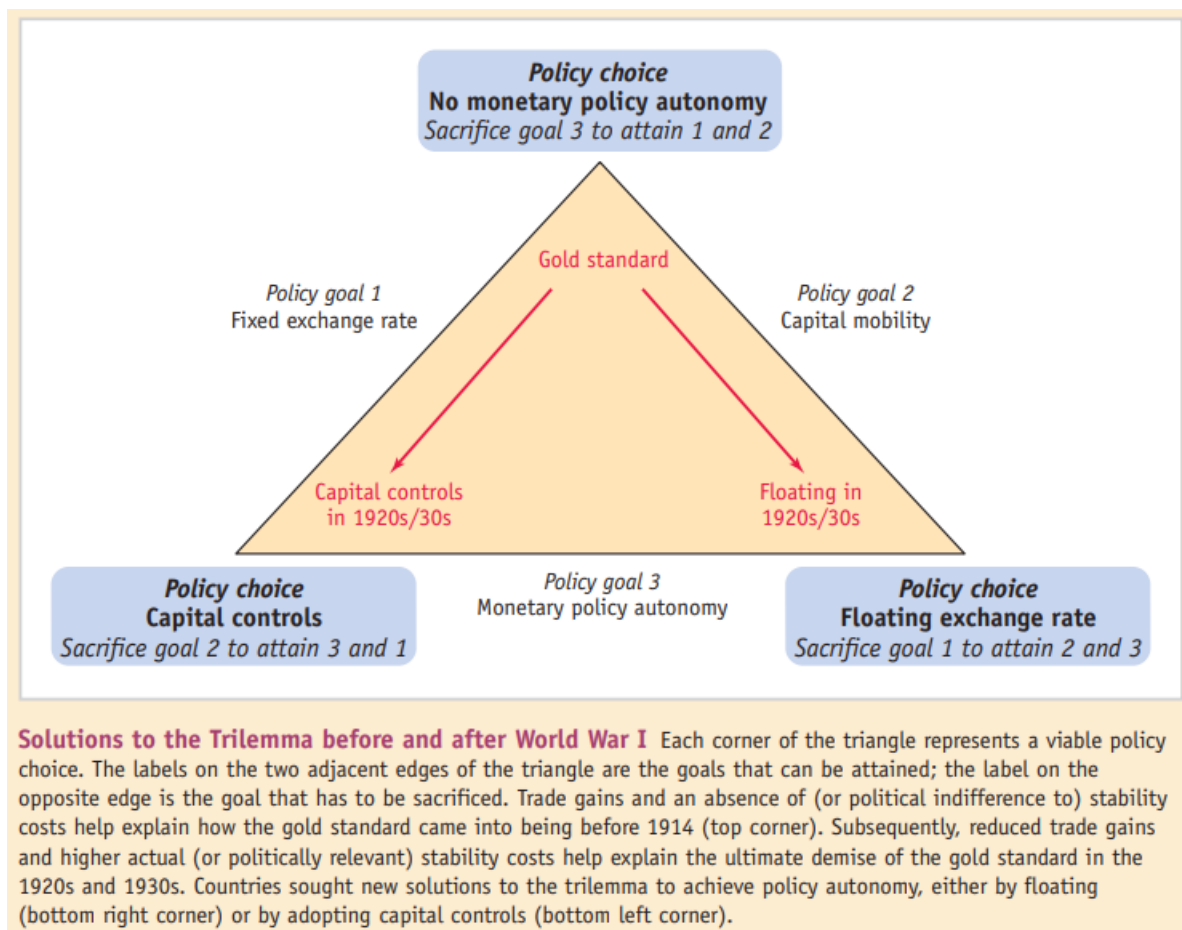 Policy choice
No monetary policy autonomy
Sacrifice goal 3 to attain 1 and 2
Gold standard
Policy goal 1
Fixed exchange rate
Policy goal 2
Capital mobility
Capital controls
in 1920s/30s
Floating in
1920s/30s
Policy choice
Capital controls
Sacrifice goal 2 to attain 3 and 1
Policy goal 3
Monetary policy autonomy
Policy choice
Floating exchange rate
Sacrifice goal 1 to attain 2 and 3
Solutions to the Trilemma before and after World War I Each corner of the triangle represents a viable policy
choice. The labels on the two adjacent edges of the triangle are the goals that can be attained; the label on the
opposite edge is the goal that has to be sacrificed. Trade gains and an absence of (or political indifference to) stability
costs help explain how the gold standard came into being before 1914 (top corner). Subsequently, reduced trade gains
and higher actual (or politically relevant) stability costs help explain the ultimate demise of the gold standard in the
1920s and 1930s. Countries sought new solutions to the trilemma to achieve policy autonomy, either by floating
(bottom right corner) or by adopting capital controls (bottom left corner).